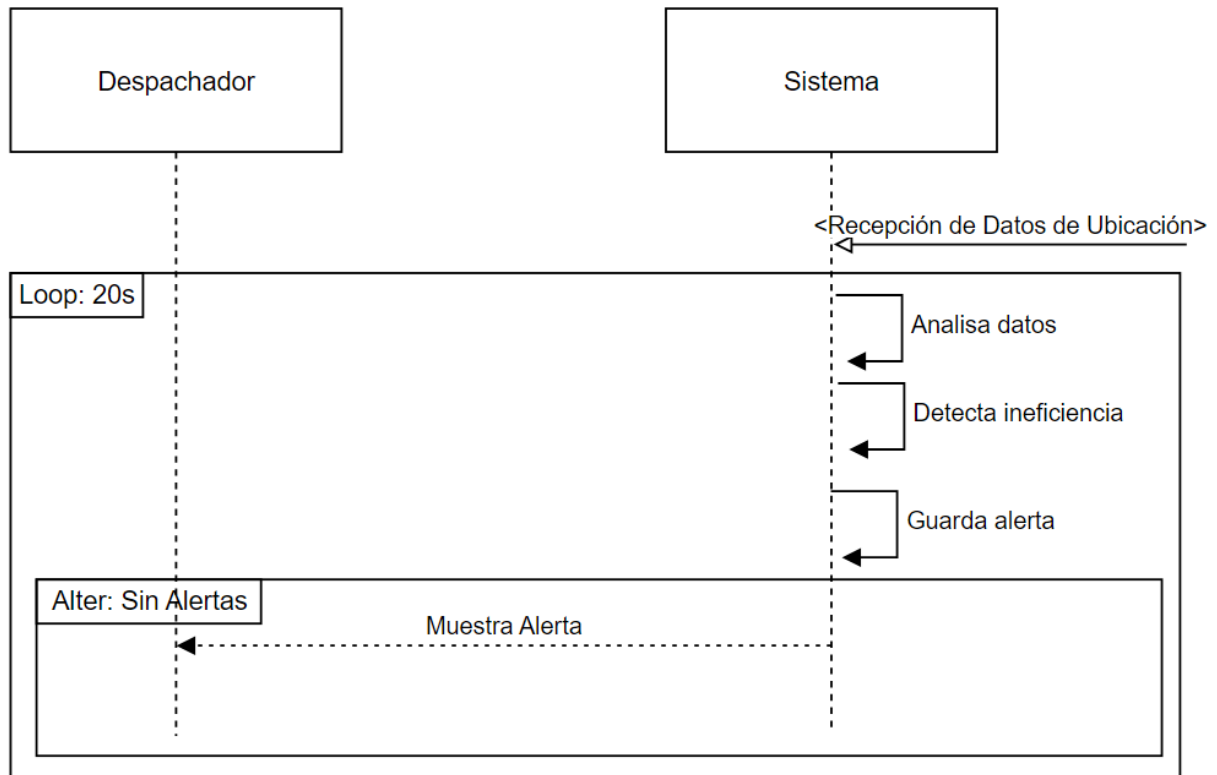 Despachador
Sistema
<Recepción de Datos de Ubicación>
Loop: 20s
Analisa datos
Detecta ineficiencia
Guarda alerta
Alter: Sin Alertas
Muestra Alerta